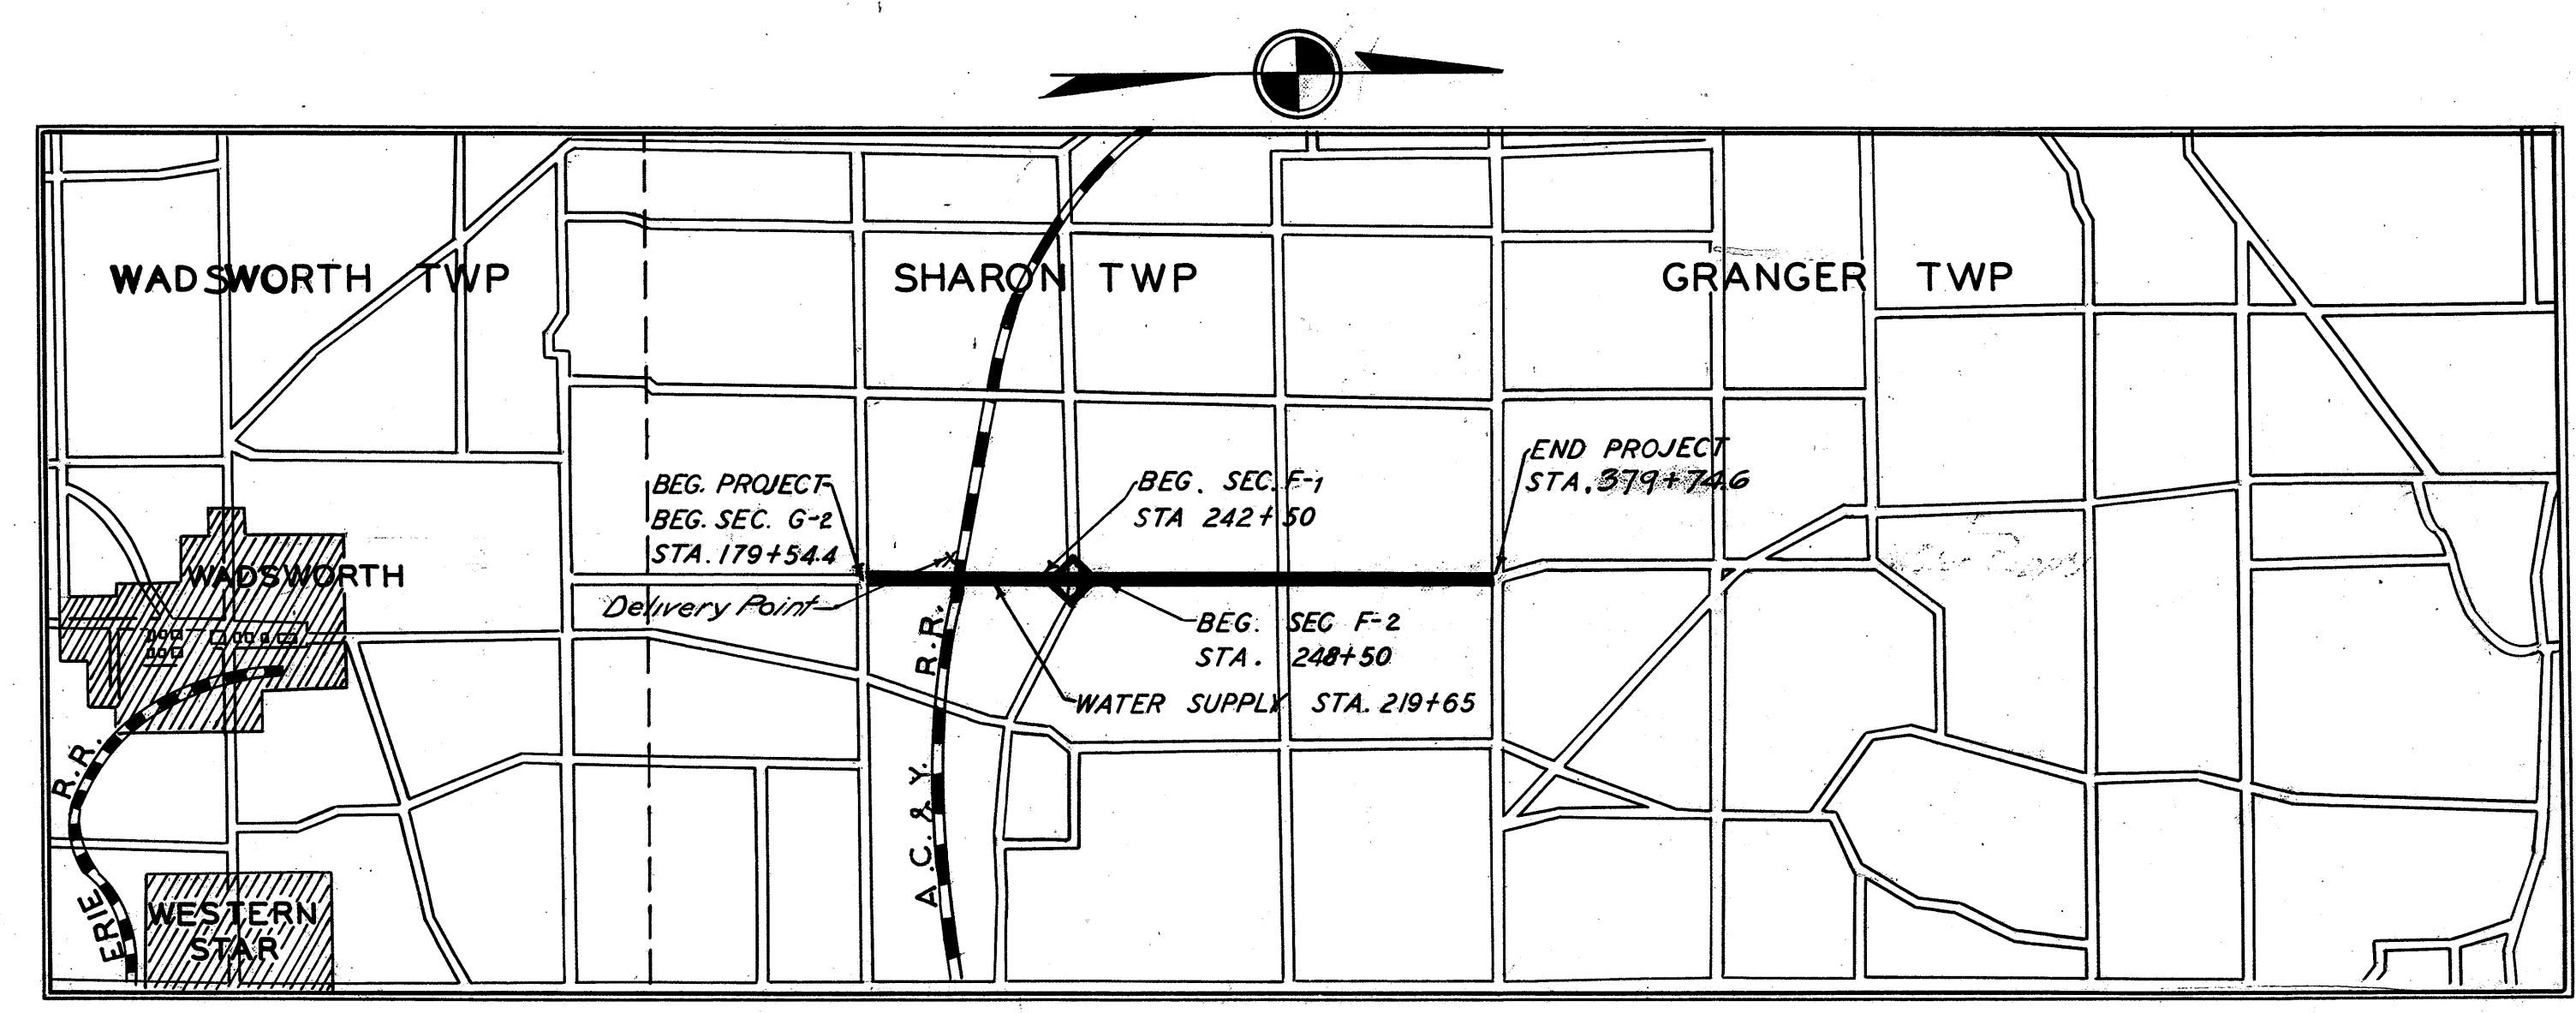 WADSWORTH TWP
SHARON TWP
GRANGER TWP
BEG. PROJECT
BEG. SEC. G-2
STA. 179+54.4
BEG. SEC. F-1
STA 242+50
END PROJECT
STA. 379+74.6
WADSWORTH
Delivery Point
BEG. SEC F-2
STA. 248+50
WATER SUPPLY STA. 219+65
A.C. & Y. R.R.
ERIE R.R.
WESTERN
STAR